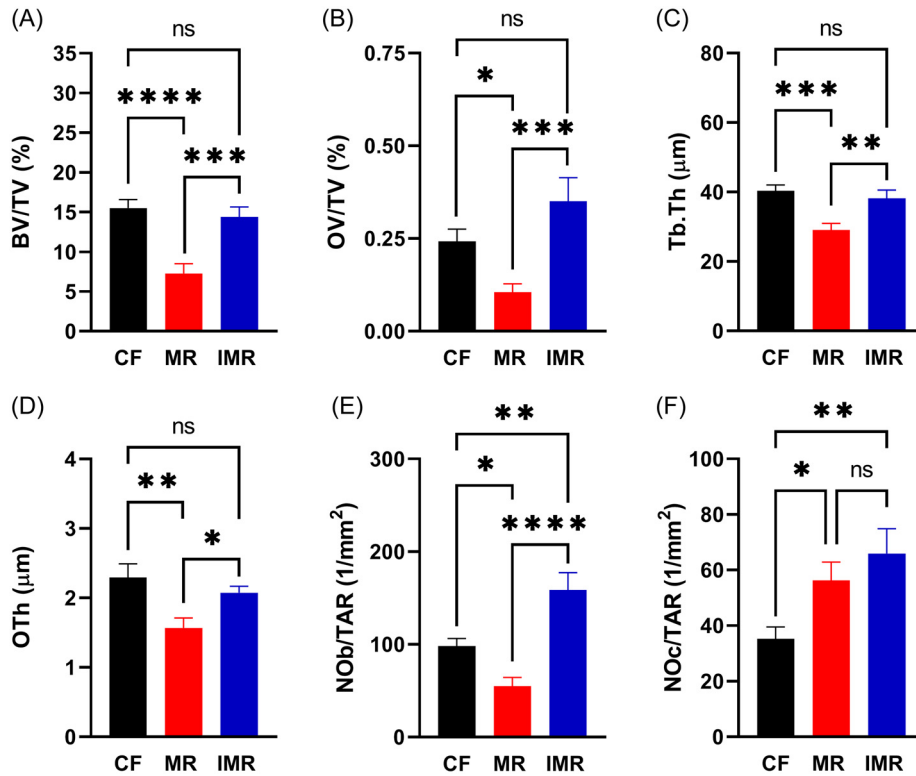 (A)
ns
****
***
BV/TV (%)
35
30
25
20
15
10
5
0
CF MR IMR
(B)
ns
*
***
OV/TV (%)
0.75
0.50
0.25
0.00
CF MR IMR
(C)
ns
***
**
Tb.Th (μm)
80
60
40
20
0
CF MR IMR
(D)
ns
**
*
OTh (μm)
4
3
2
1
0
CF MR IMR
(E)
**
*
****
NOb/TAR (1/mm²)
300
200
100
0
CF MR IMR
(F)
**
*
ns
NOc/TAR (1/mm²)
100
80
60
40
20
0
CF MR IMR